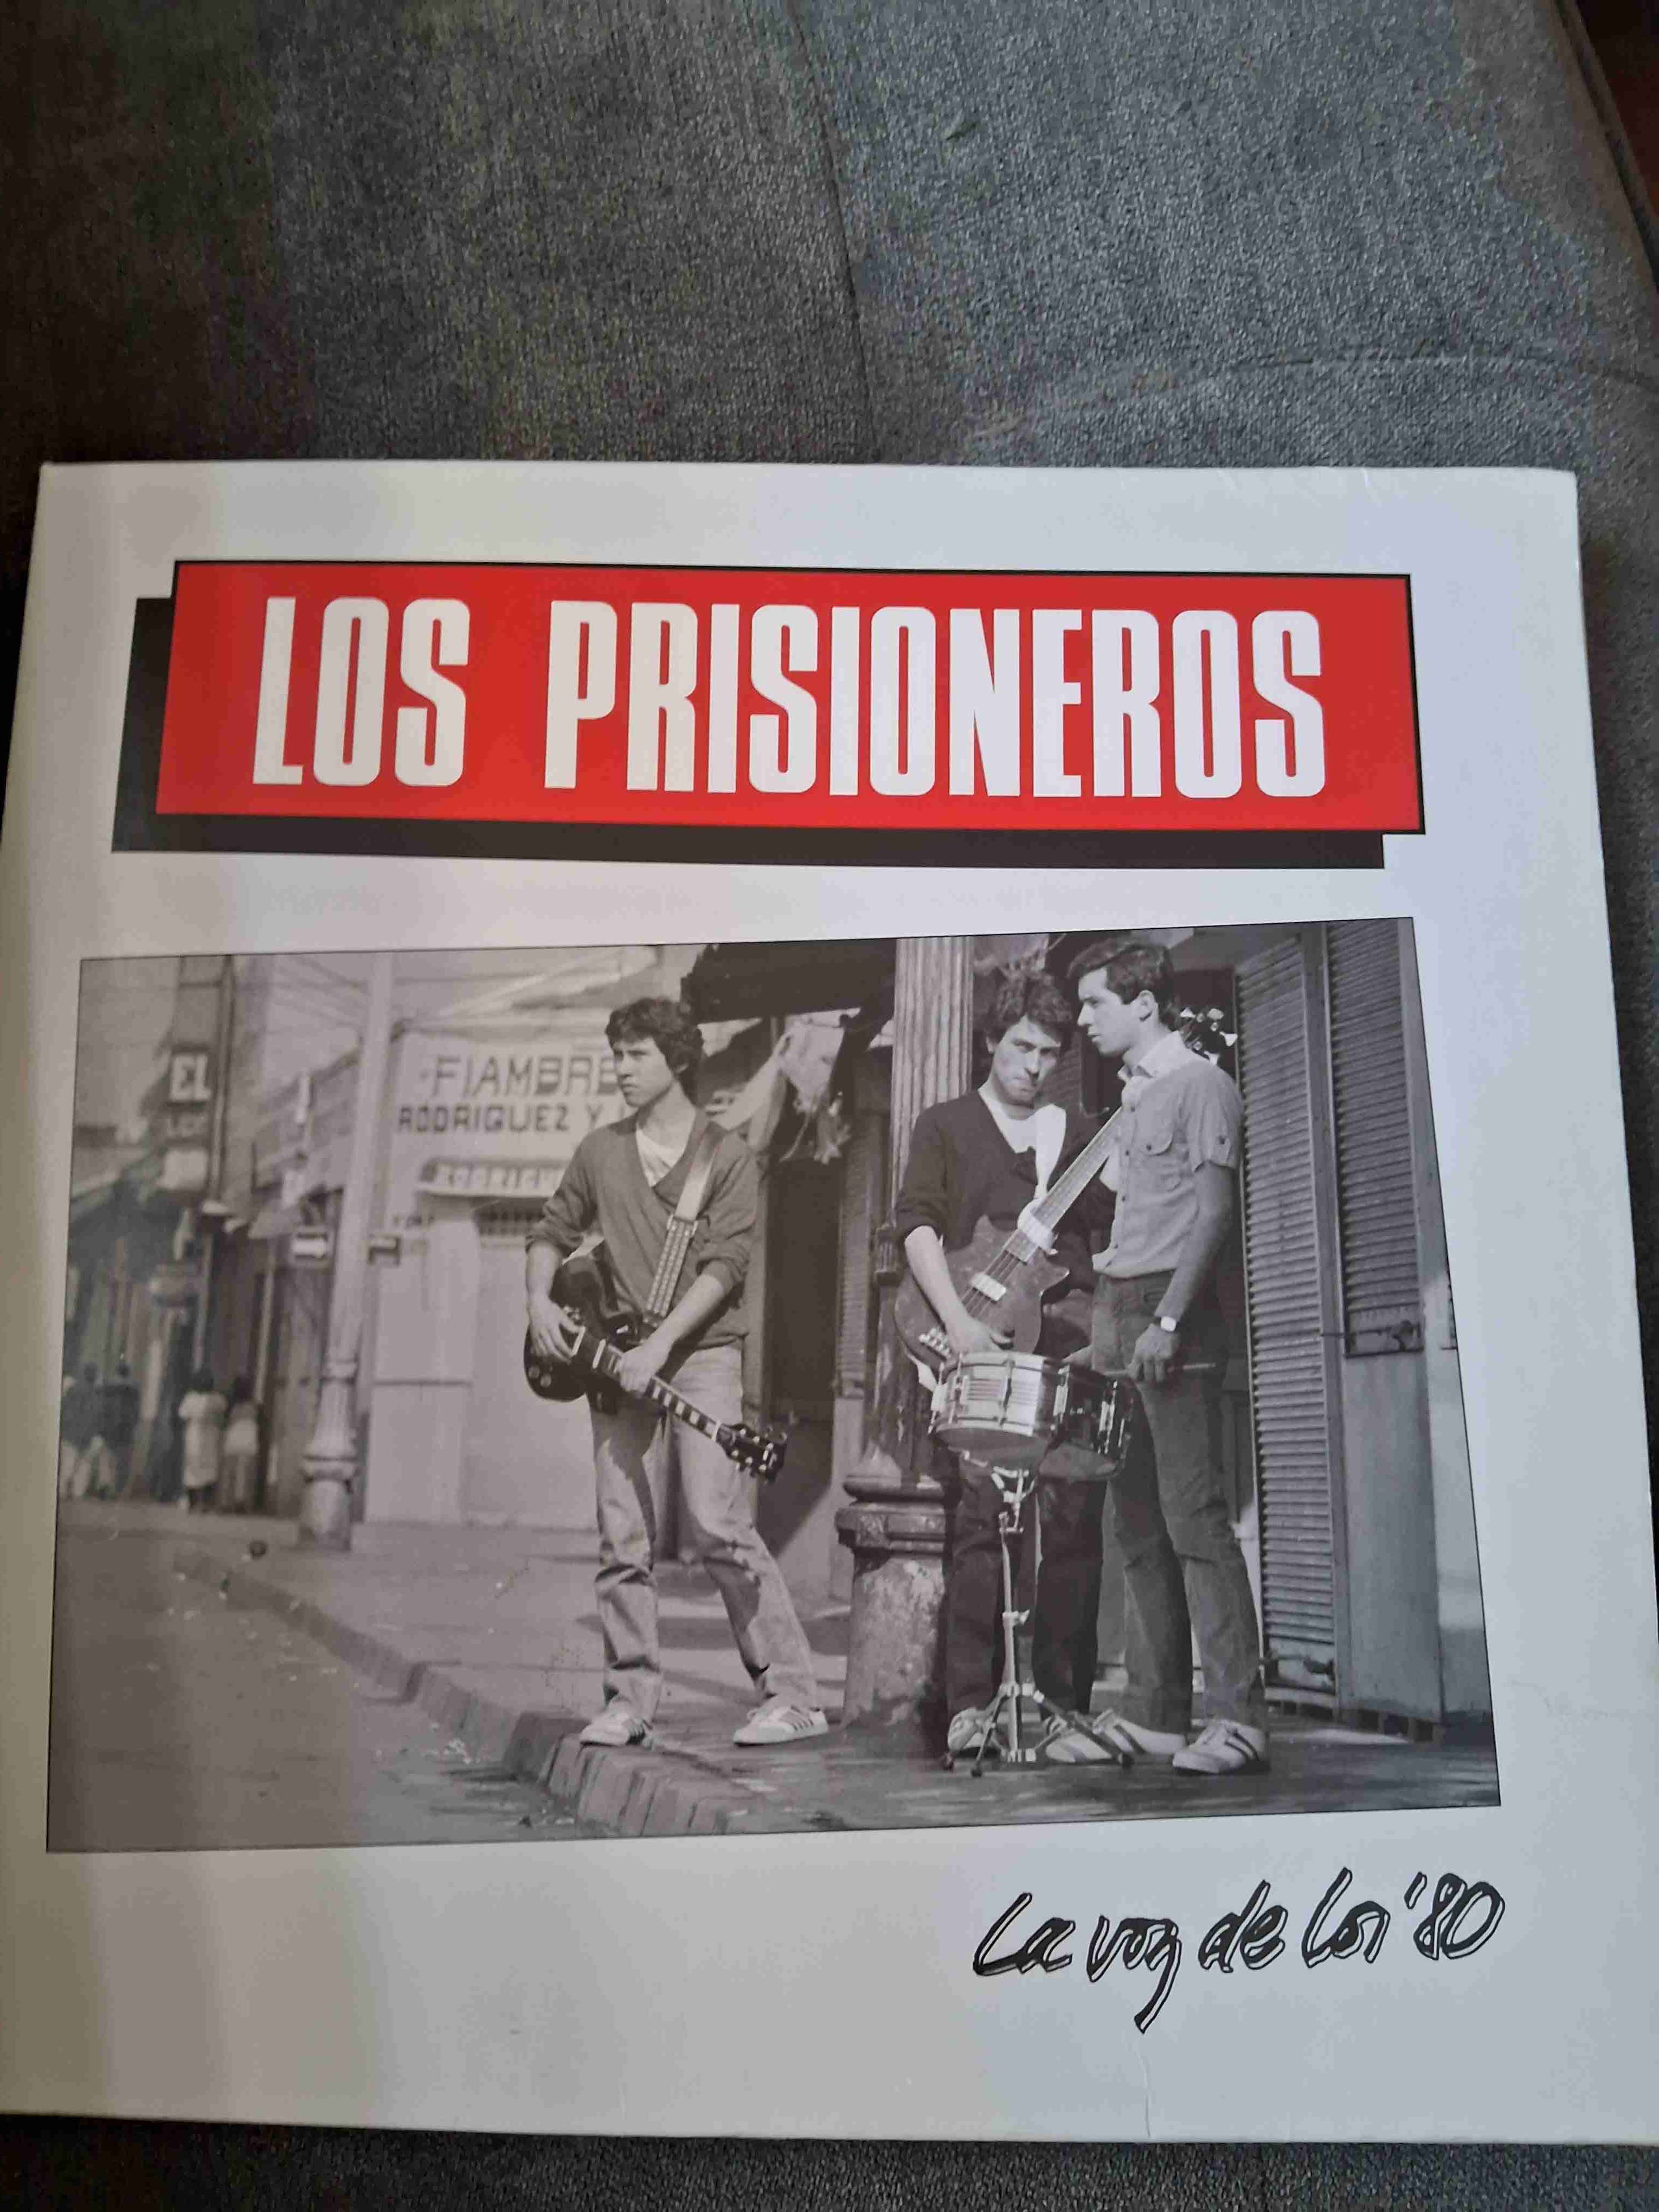 LOS PRISIONEROS
EL
FIAMBRE
RODRIGUEZ Y
La voz de los '80